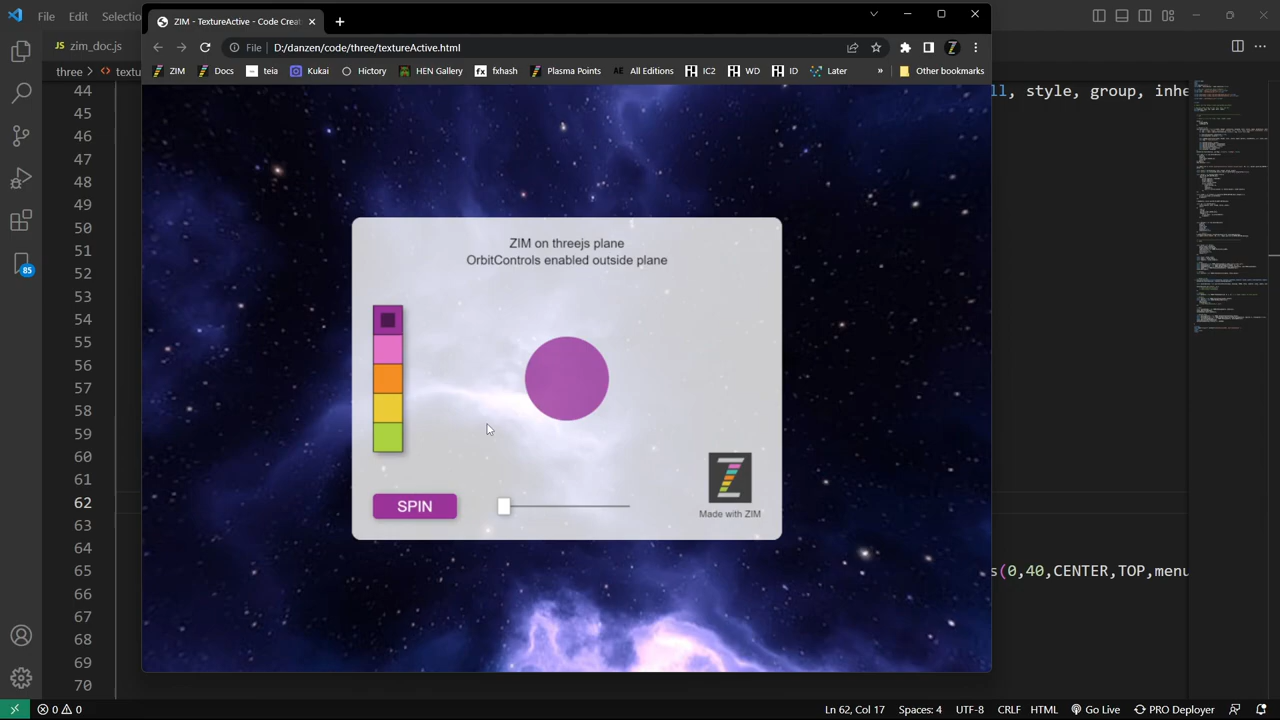 File Edit Selec
ZIM - TextureActive - Code Creati
zim_doc.js
File D:/danzen/code/three/textureActive.html
three > textu
ZIM Docs teia Kukai Hictory HEN Gallery fxhash Plasma Points All Editions IC2 WD ID Later » Other bookmarks
ll, style, group, inhe
44
45
46
47
48
49
50
51
52
53
54
55
56
57
58
59
60
61
62
63
64
65
66
67
68
69
70
85
ZIM on threejs plane
OrbitControls enabled outside plane
SPIN
Made with ZIM
s(0,40,CENTER,TOP,menu
0 0 Ln 62, Col 17 Spaces: 4 UTF-8 CRLF HTML Go Live PRO Deployer